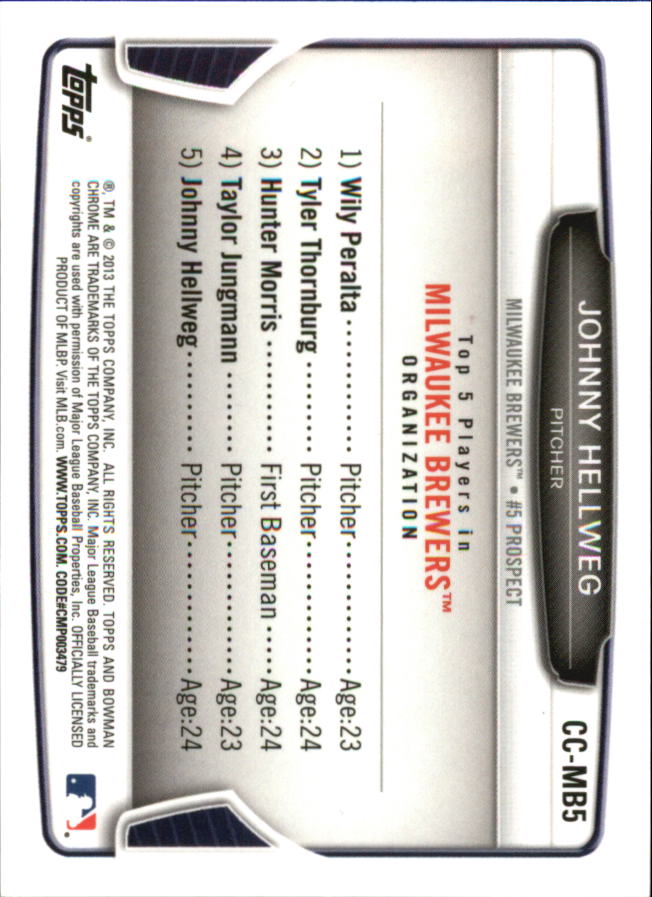 CC-MB5
JOHNNY HELLWEG
PITCHER
MILWAUKEE BREWERS™ • #5 PROSPECT
Top 5 Players in
MILWAUKEE BREWERS™
ORGANIZATION
1) Wily Peralta ............ Pitcher............... Age:23
2) Tyler Thornburg ........ Pitcher............... Age:24
3) Hunter Morris ........... First Baseman ..... Age:24
4) Taylor Jungmann ........ Pitcher............... Age:23
5) Johnny Hellweg.......... Pitcher............... Age:24
topps®
®, TM & © 2013 THE TOPPS COMPANY, INC. ALL RIGHTS RESERVED. TOPPS AND BOWMAN
CHROME ARE TRADEMARKS OF THE TOPPS COMPANY, INC. Major League Baseball trademarks and
copyrights are used with permission of Major League Baseball Properties, Inc. OFFICIALLY LICENSED
PRODUCT OF MLBP. Visit MLB.com. WWW.TOPPS.COM. CODE#CMP003479